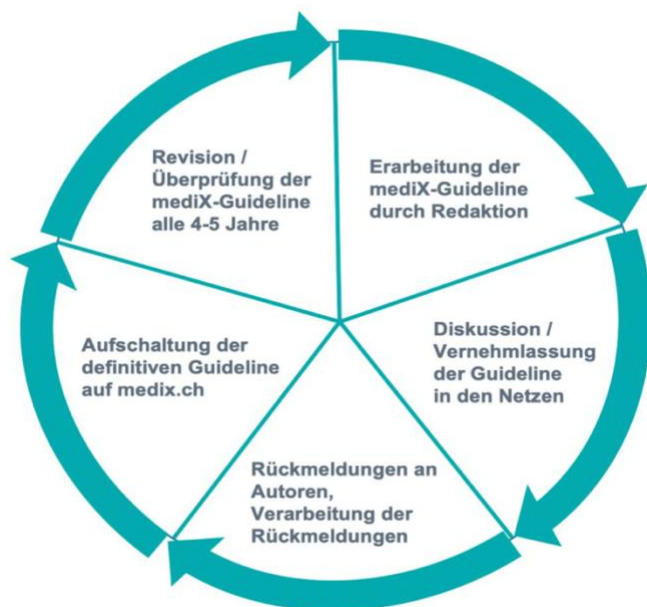 Revision /
Überprüfung der
mediX-Guideline
alle 4-5 Jahre
Erarbeitung der
mediX-Guideline
durch Redaktion
Diskussion /
Vernehmlassung
der Guideline
in den Netzen
Rückmeldungen an
Autoren,
Verarbeitung der
Rückmeldungen
Aufschaltung der
definitiven Guideline
auf medix.ch